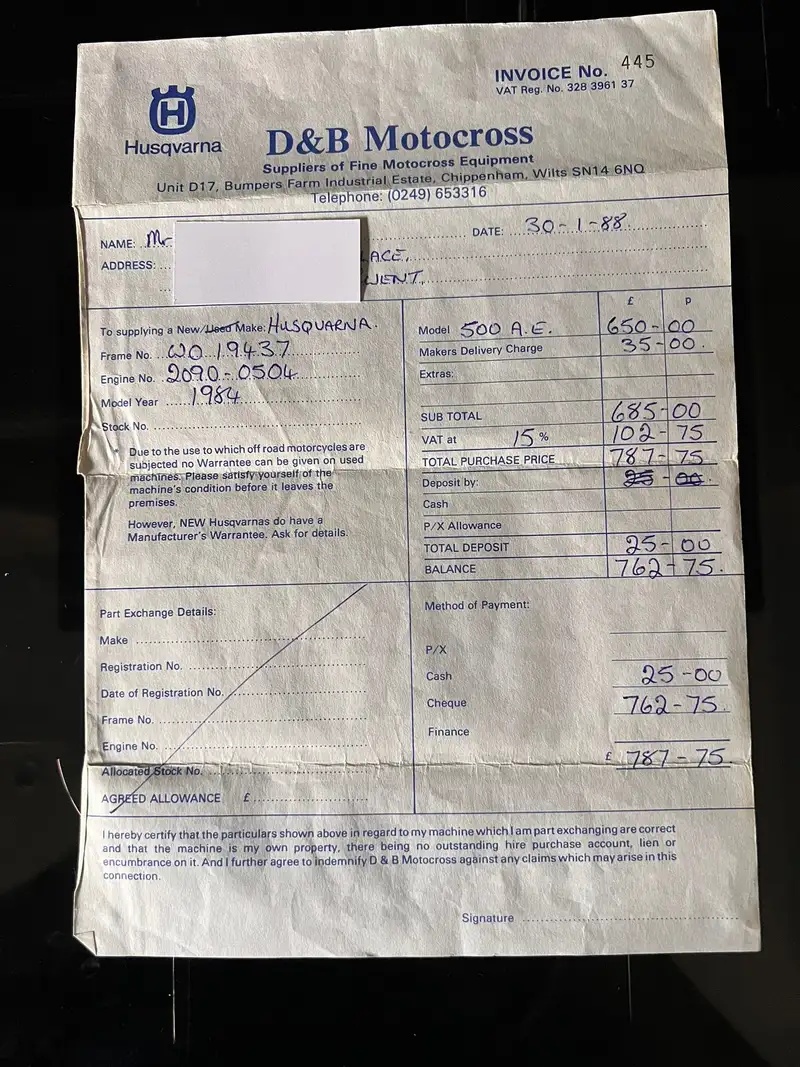 INVOICE No. 445
VAT Reg. No. 328 3961 37
H
Husqvarna
D&B Motocross
Suppliers of Fine Motocross Equipment
Unit D17, Bumpers Farm Industrial Estate, Chippenham, Wilts SN14 6NQ
Telephone: (0249) 653316
NAME: Mr
DATE: 30-1-88
ADDRESS: LACE,
WENT,
To supplying a New/Used Make: HUSQUARNA.
Frame No. WO 19437
Engine No. 2090-0504
Model Year 1984
Stock No.
* Due to the use to which off road motorcycles are
subjected no Warrantee can be given on used
machines. Please satisfy yourself of the
machine's condition before it leaves the
premises.
However, NEW Husqvarnas do have a
Manufacturer's Warrantee. Ask for details.
£ p
Model 500 A.E. 650-00
Makers Delivery Charge 35-00.
Extras:
SUB TOTAL 685-00
VAT at 15 % 102-75
TOTAL PURCHASE PRICE 787-75
Deposit by: 25-00.
Cash
P/X Allowance
TOTAL DEPOSIT 25-00
BALANCE 762-75.
Part Exchange Details:
Make
Registration No.
Date of Registration No.
Frame No.
Engine No.
Allocated Stock No.
AGREED ALLOWANCE £
Method of Payment:
P/X
Cash 25-00
Cheque 762-75.
Finance
£ 787-75.
I hereby certify that the particulars shown above in regard to my machine which I am part exchanging are correct
and that the machine is my own property, there being no outstanding hire purchase account, lien or
encumbrance on it. And I further agree to indemnify D & B Motocross against any claims which may arise in this
connection.
Signature